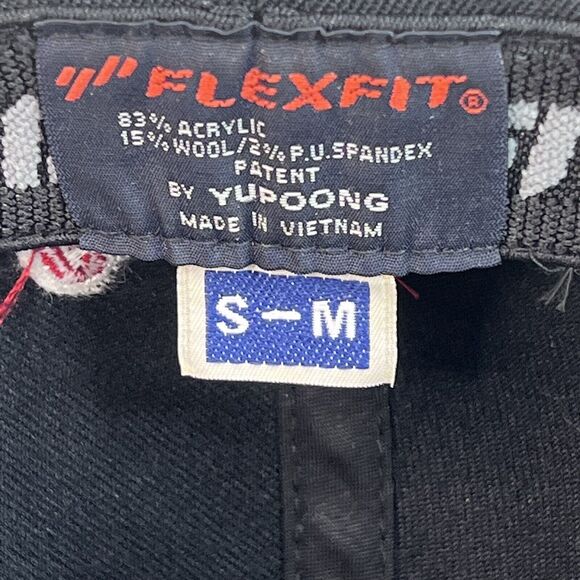 FLEXFIT®
83% ACRYLIC
15% WOOL/2% P.U.SPANDEX
PATENT
BY YUPOONG
MADE IN VIETNAM
S-M